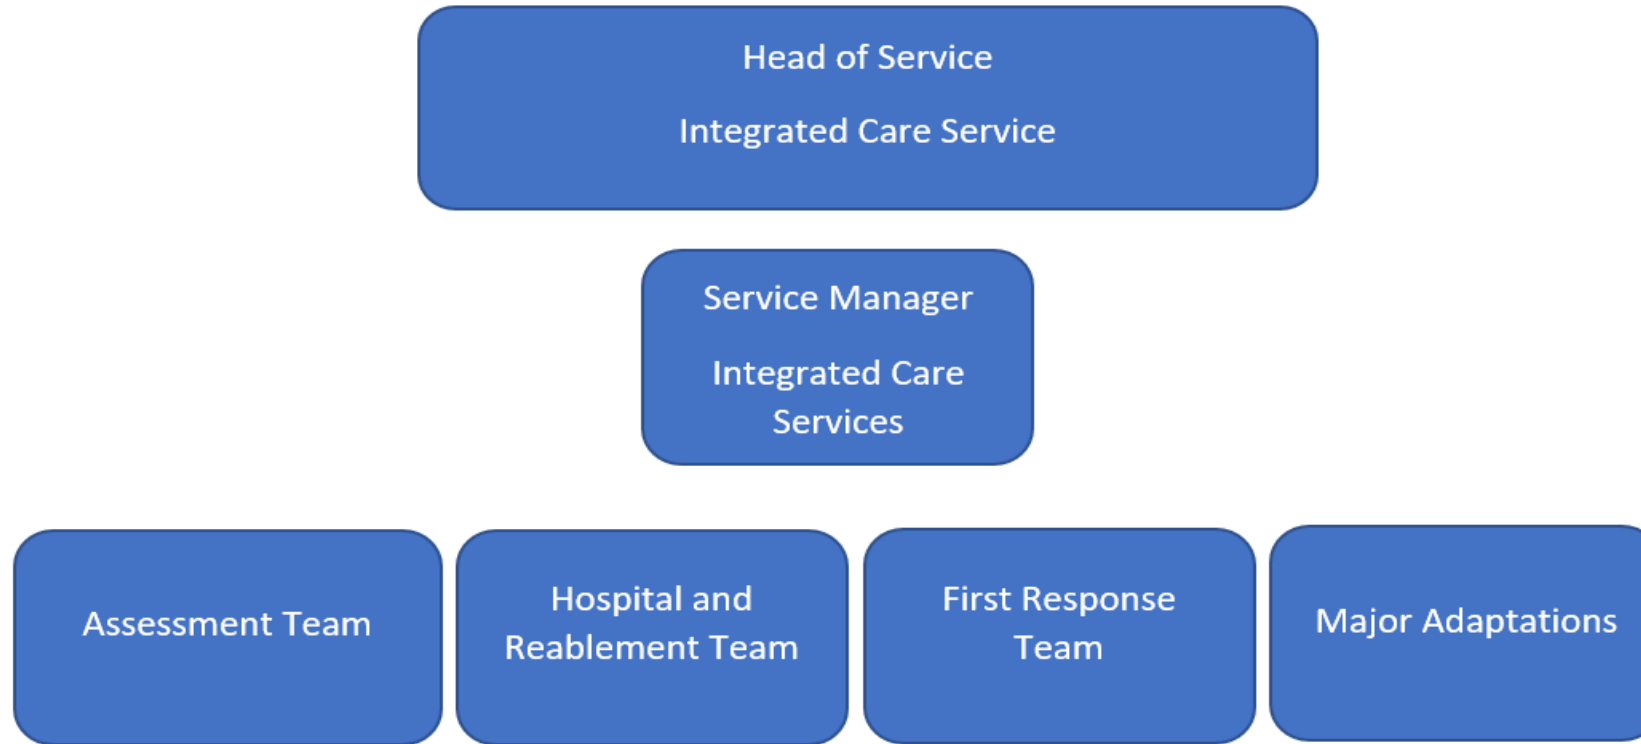 Head of Service
Integrated Care Service
Service Manager
Integrated Care
Services
Assessment Team
Hospital and
Reablement Team
First Response
Team
Major Adaptations